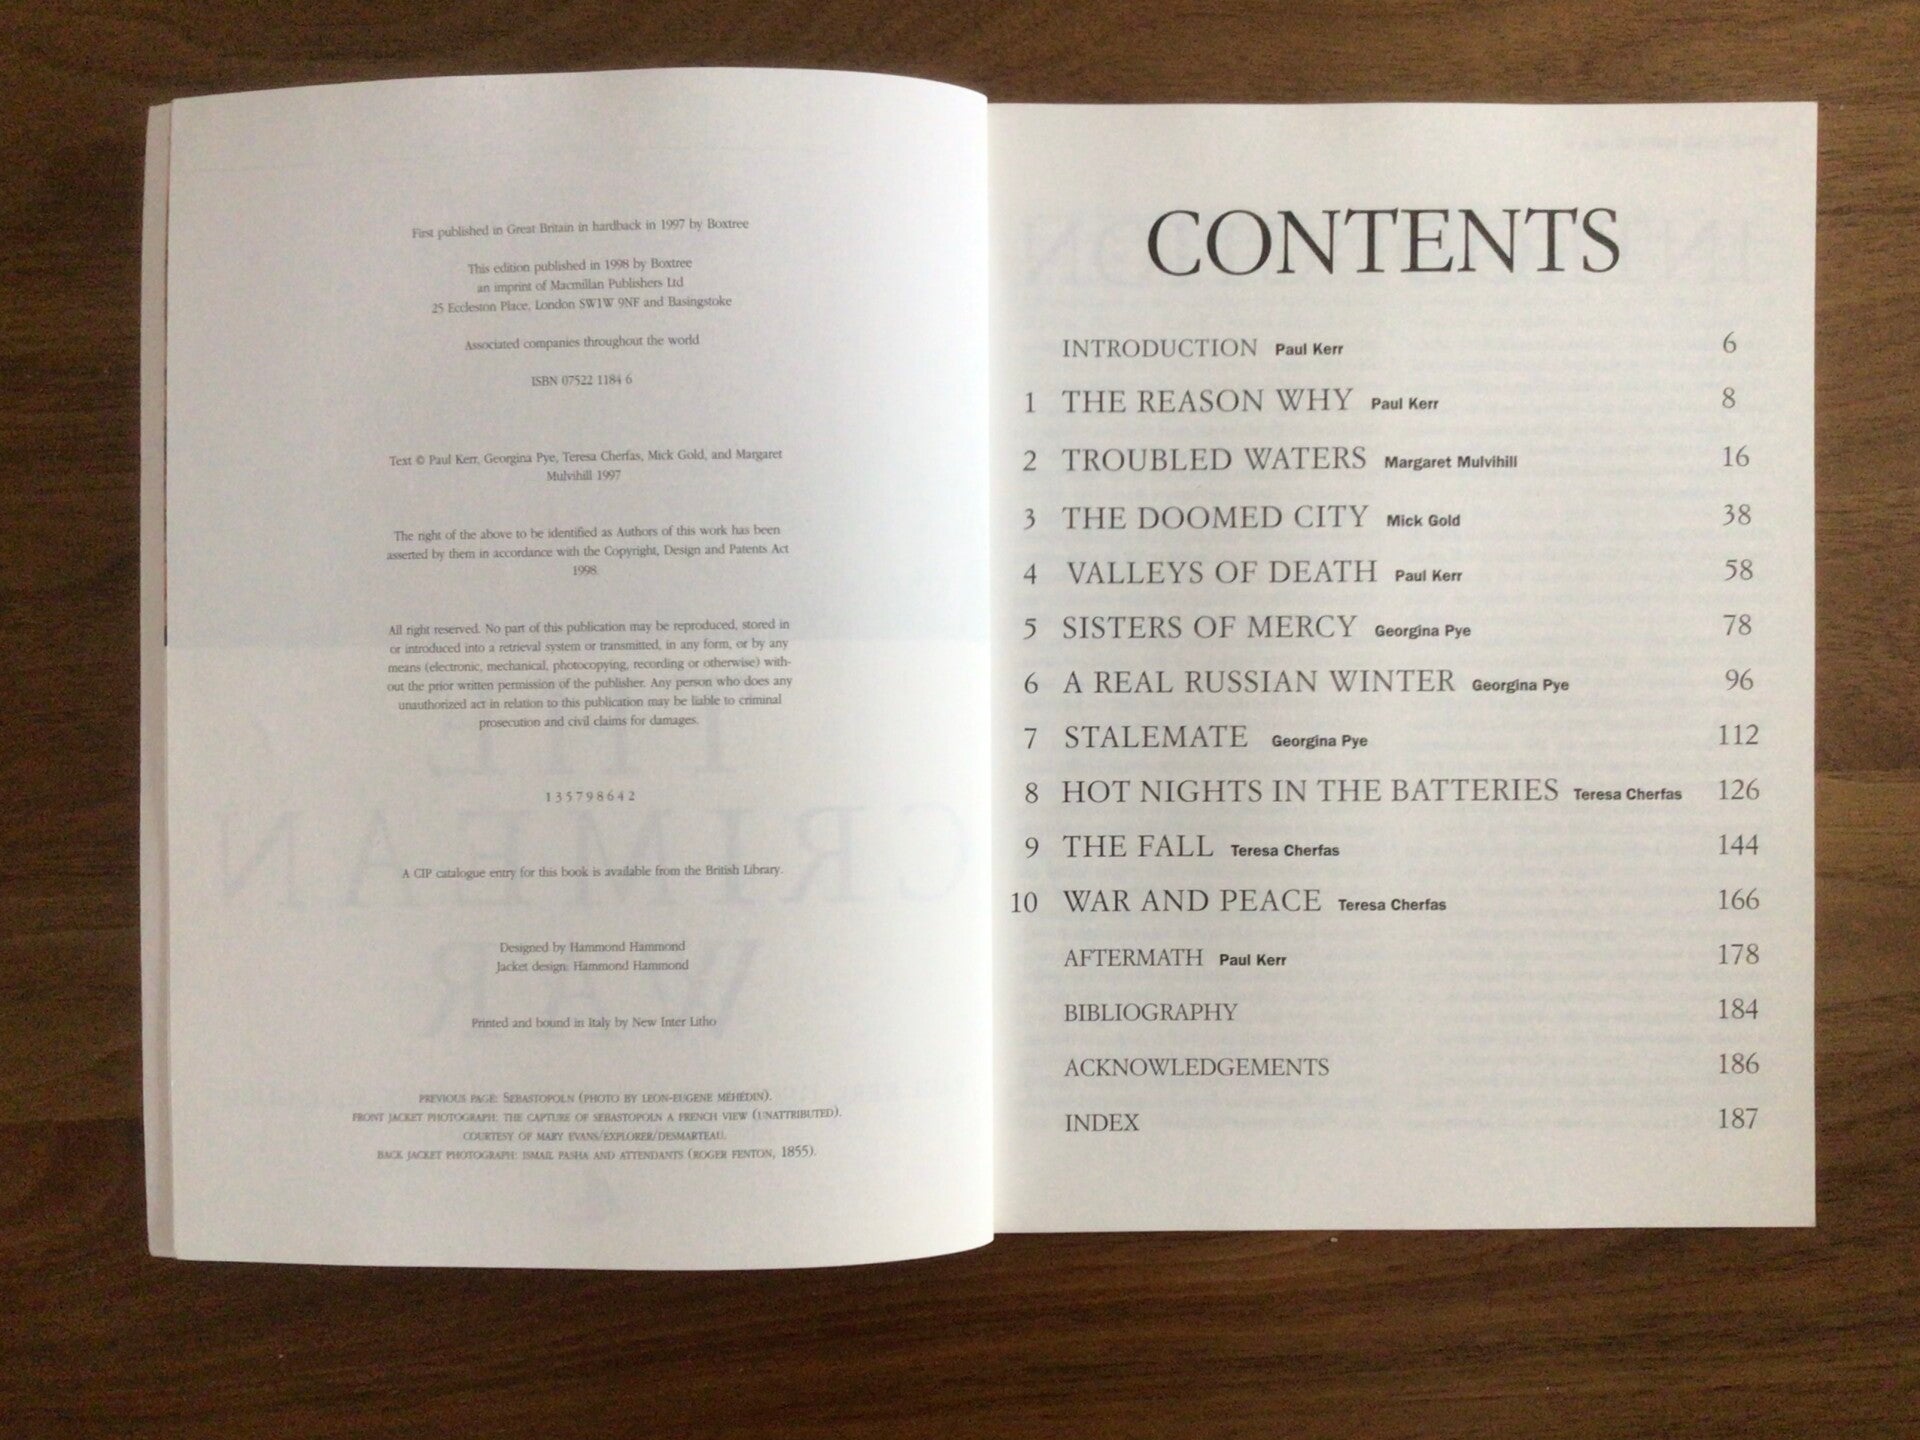 First published in Great Britain in hardback in 1997 by Boxtree
This edition published in 1998 by Boxtree
an imprint of Macmillan Publishers Ltd
25 Eccleston Place, London SW1W 9NF and Basingstoke
Associated companies throughout the world
ISBN 07522 1184 6
Text © Paul Kerr, Georgina Pye, Teresa Cherfas, Mick Gold, and Margaret
Mulvihill 1997
The right of the above to be identified as Authors of this work has been
asserted by them in accordance with the Copyright, Design and Patents Act
1998
All right reserved. No part of this publication may be reproduced, stored in
or introduced into a retrieval system or transmitted, in any form, or by any
means (electronic, mechanical, photocopying, recording or otherwise) with-
out the prior written permission of the publisher. Any person who does any
unauthorized act in relation to this publication may be liable to criminal
prosecution and civil claims for damages.
1 3 5 7 9 8 6 4 2
A CIP catalogue entry for this book is available from the British Library.
Designed by Hammond Hammond
Jacket design: Hammond Hammond
Printed and bound in Italy by New Inter Litho
PREVIOUS PAGE: SEBASTOPOLN (PHOTO BY LEON-EUGENE MÉHÉDIN).
FRONT JACKET PHOTOGRAPH: THE CAPTURE OF SEBASTOPOLN A FRENCH VIEW (UNATTRIBUTED).
COURTESY OF MARY EVANS/EXPLORER/DESMARTEAU.
BACK JACKET PHOTOGRAPH: ISMAIL PASHA AND ATTENDANTS (ROGER FENTON, 1855).
CONTENTS
INTRODUCTION Paul Kerr 6
1 THE REASON WHY Paul Kerr 8
2 TROUBLED WATERS Margaret Mulvihill 16
3 THE DOOMED CITY Mick Gold 38
4 VALLEYS OF DEATH Paul Kerr 58
5 SISTERS OF MERCY Georgina Pye 78
6 A REAL RUSSIAN WINTER Georgina Pye 96
7 STALEMATE Georgina Pye 112
8 HOT NIGHTS IN THE BATTERIES Teresa Cherfas 126
9 THE FALL Teresa Cherfas 144
10 WAR AND PEACE Teresa Cherfas 166
AFTERMATH Paul Kerr 178
BIBLIOGRAPHY 184
ACKNOWLEDGEMENTS 186
INDEX 187